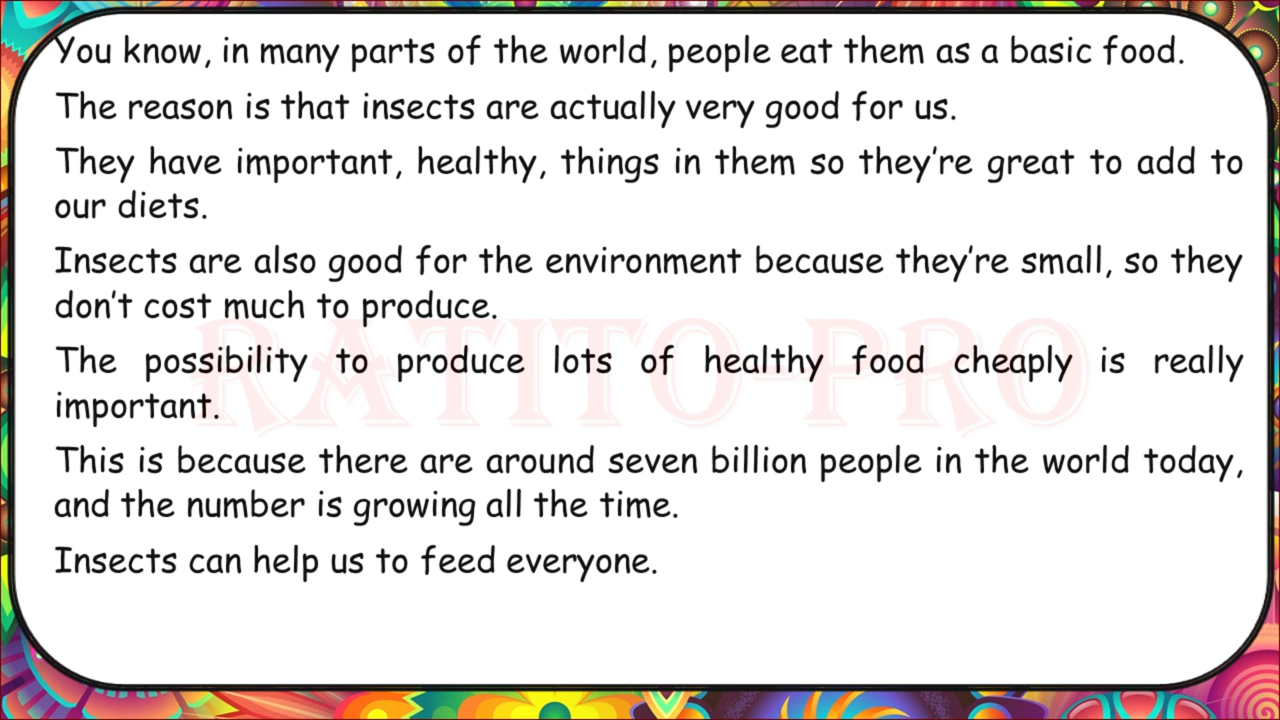 You know, in many parts of the world, people eat them as a basic food.
The reason is that insects are actually very good for us.
They have important, healthy, things in them so they're great to add to
our diets.
Insects are also good for the environment because they're small, so they
don't cost much to produce.
The possibility to produce lots of healthy food cheaply is really
important.
RATITO-PRO
This is because there are around seven billion people in the world today,
and the number is growing all the time.
Insects can help us to feed everyone.